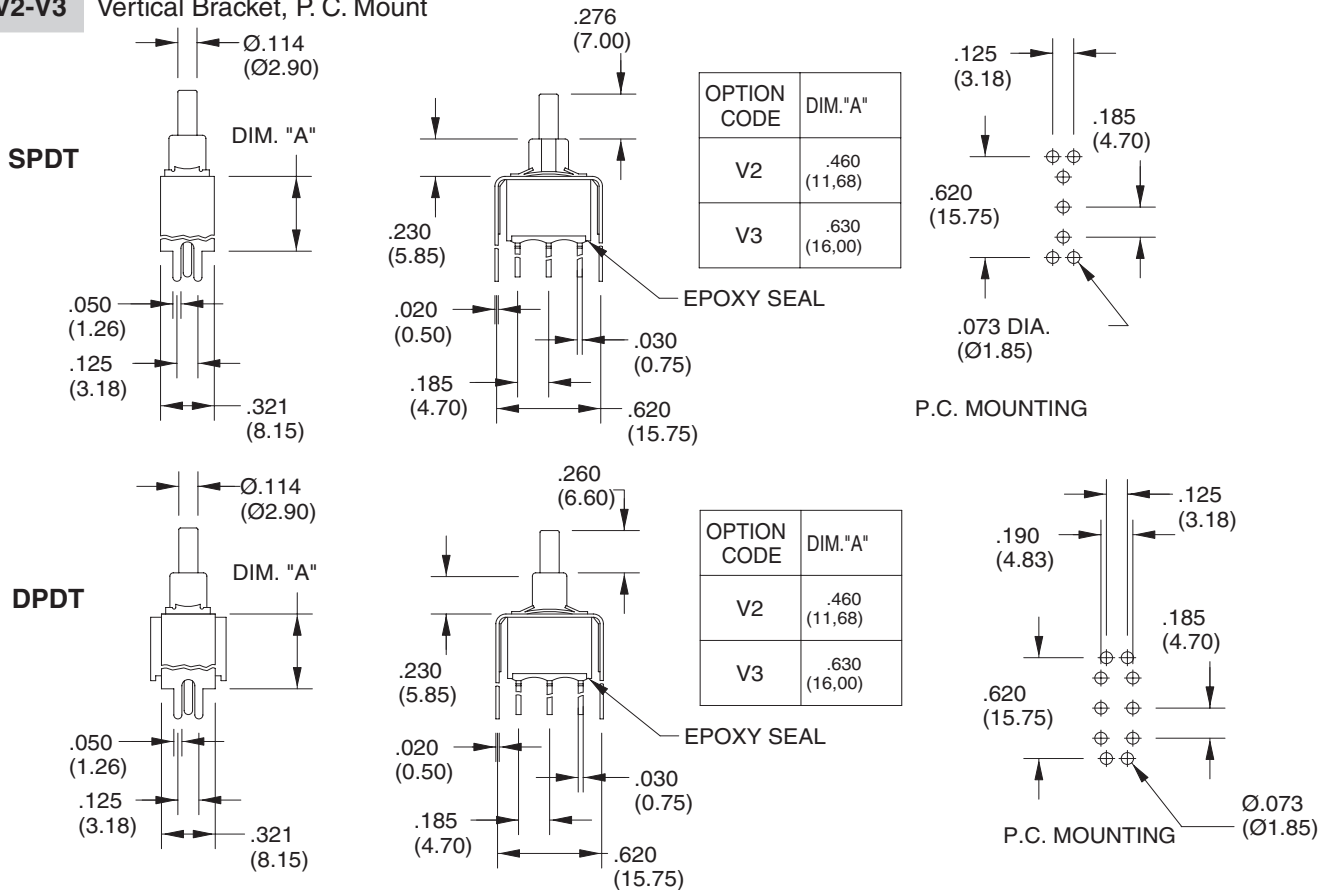 V2-V3 Vertical Bracket, P. C. Mount
SPDT
Ø.114
(Ø2.90)
DIM. "A"
.050
(1.26)
.125
(3.18)
.321
(8.15)
.276
(7.00)
.230
(5.85)
.020
(0.50)
.185
(4.70)
.030
(0.75)
.620
(15.75)
EPOXY SEAL
OPTION CODE DIM."A"
V2 .460 (11,68)
V3 .630 (16,00)
.125
(3.18)
.185
(4.70)
.620
(15.75)
.073 DIA.
(Ø1.85)
P.C. MOUNTING
DPDT
Ø.114
(Ø2.90)
DIM. "A"
.050
(1.26)
.125
(3.18)
.321
(8.15)
.260
(6.60)
.230
(5.85)
.020
(0.50)
.185
(4.70)
.030
(0.75)
.620
(15.75)
EPOXY SEAL
OPTION CODE DIM."A"
V2 .460 (11,68)
V3 .630 (16,00)
.125
(3.18)
.190
(4.83)
.185
(4.70)
.620
(15.75)
Ø.073
(Ø1.85)
P.C. MOUNTING